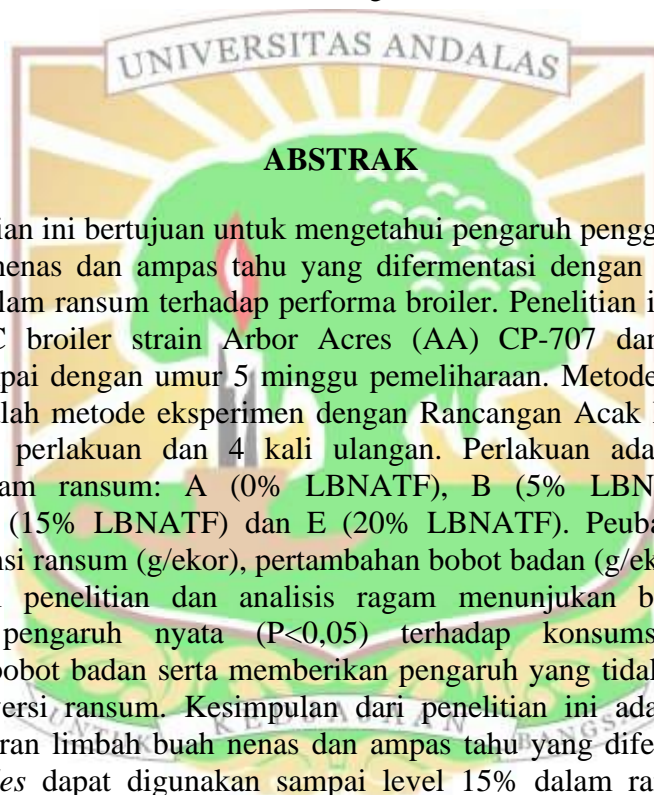 UNIVERSITAS ANDALAS
ABSTRAK
ian ini bertujuan untuk mengetahui pengaruh pengg
nenas dan ampas tahu yang difermentasi dengan
lam ransum terhadap performa broiler. Penelitian i
C broiler strain Arbor Acres (AA) CP-707 dan
pai dengan umur 5 minggu pemeliharaan. Metode
lah metode eksperimen dengan Rancangan Acak
perlakuan dan 4 kali ulangan. Perlakuan ada
am ransum: A (0% LBNATF), B (5% LBN
(15% LBNATF) dan E (20% LBNATF). Peuba
nsi ransum (g/ekor), pertambahan bobot badan (g/ek
penelitian dan analisis ragam menunjukan b
pengaruh nyata (P<0,05) terhadap konsums
bobot badan serta memberikan pengaruh yang tidal
versi ransum. Kesimpulan dari penelitian ini ada
ran limbah buah nenas dan ampas tahu yang dife
es dapat digunakan sampai level 15% dalam ra